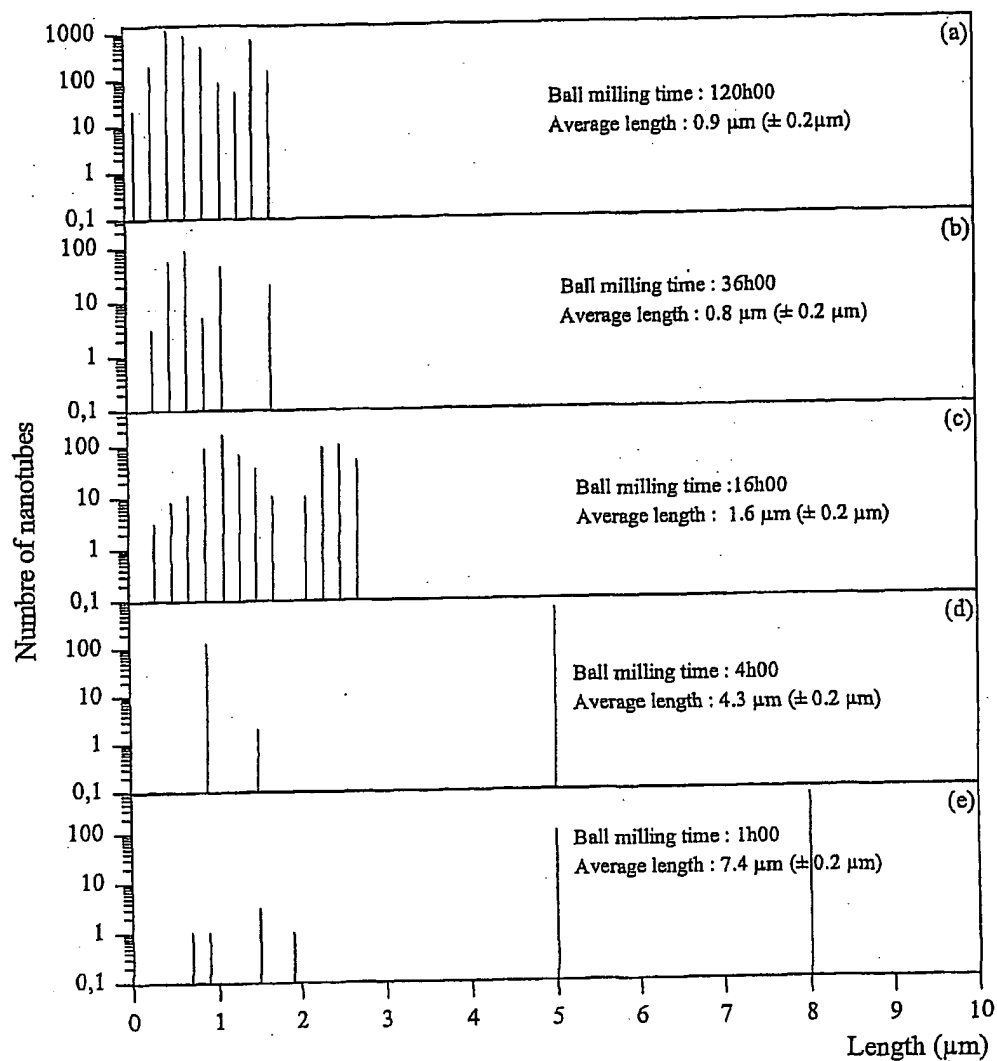 (a)
1000
100
10
1
0,1
Ball milling time : 120h00
Average length : 0.9 μm (± 0.2μm)
(b)
100
10
1
0,1
Ball milling time : 36h00
Average length : 0.8 μm (± 0.2 μm)
(c)
100
10
1
0,1
Ball milling time :16h00
Average length : 1.6 μm (± 0.2 μm)
(d)
100
10
1
0,1
Ball milling time : 4h00
Average length : 4.3 μm (± 0.2 μm)
(e)
100
10
1
0,1
Ball milling time : 1h00
Average length : 7.4 μm (± 0.2 μm)
Numbre of nanotubes
0 1 2 3 4 5 6 7 8 9 10
Length (μm)